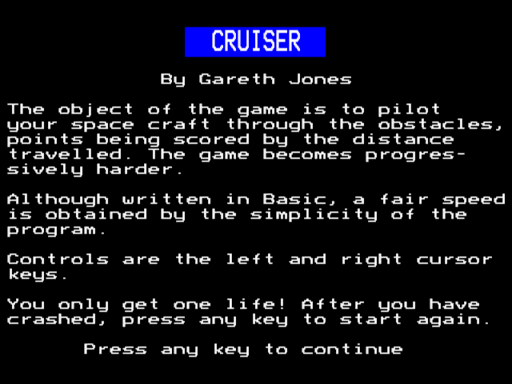 CRUISER
By Gareth Jones
The object of the game is to pilot
your space craft through the obstacles,
points being scored by the distance
travelled. The game becomes progres-
sively harder.
Although written in Basic, a fair speed
is obtained by the simplicity of the
program.
Controls are the left and right cursor
keys.
You only get one life! After you have
crashed, press any key to start again.
Press any key to continue